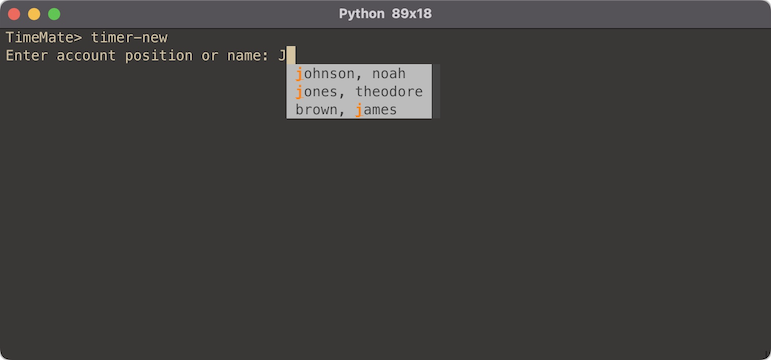 Python 89x18
TimeMate> timer-new
Enter account position or name: J
johnson, noah
jones, theodore
brown, james